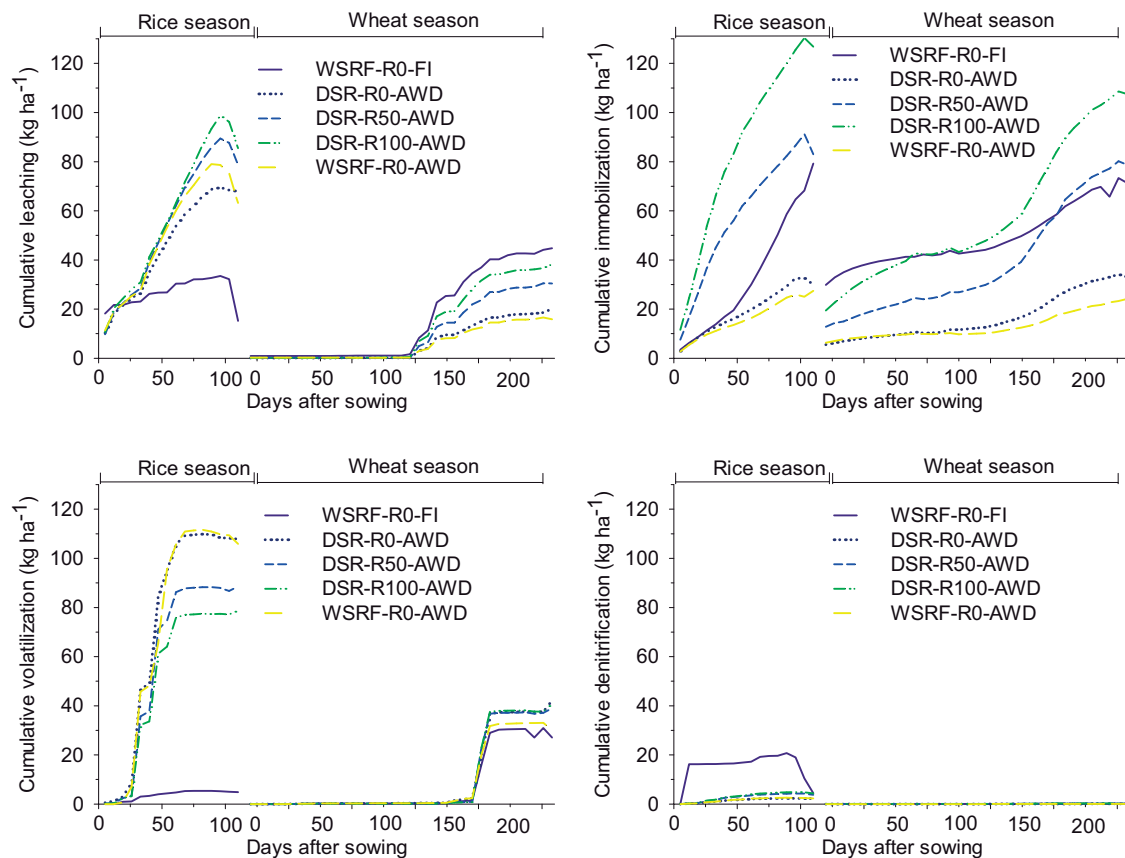 Rice season
Wheat season
Cumulative leaching (kg ha⁻¹)
120
100
80
60
40
20
0
WSRF-R0-FI
DSR-R0-AWD
DSR-R50-AWD
DSR-R100-AWD
WSRF-R0-AWD
0 50 100 0 50 100 150 200
Days after sowing
Rice season
Wheat season
Cumulative immobilization (kg ha⁻¹)
120
100
80
60
40
20
0
WSRF-R0-FI
DSR-R0-AWD
DSR-R50-AWD
DSR-R100-AWD
WSRF-R0-AWD
0 50 100 0 50 100 150 200
Days after sowing
Rice season
Wheat season
Cumulative volatilization (kg ha⁻¹)
120
100
80
60
40
20
0
WSRF-R0-FI
DSR-R0-AWD
DSR-R50-AWD
DSR-R100-AWD
WSRF-R0-AWD
0 50 100 0 50 100 150 200
Days after sowing
Rice season
Wheat season
Cumulative denitrification (kg ha⁻¹)
120
100
80
60
40
20
0
WSRF-R0-FI
DSR-R0-AWD
DSR-R50-AWD
DSR-R100-AWD
WSRF-R0-AWD
0 50 100 0 50 100 150 200
Days after sowing